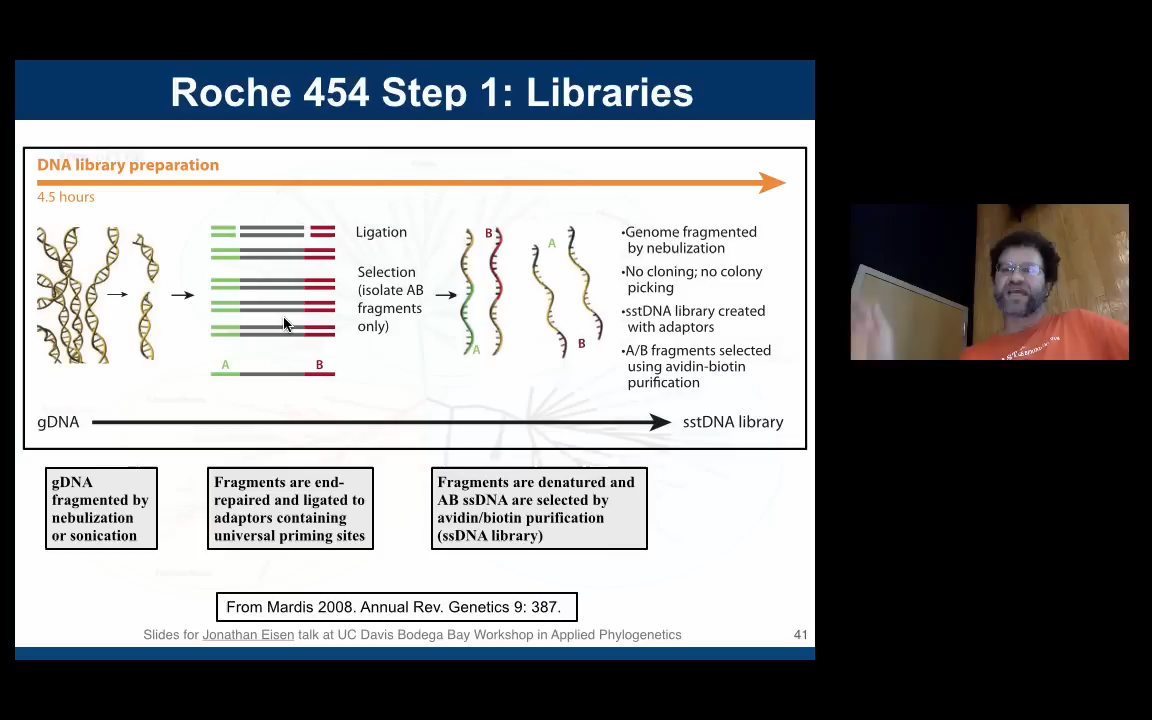 Roche 454 Step 1: Libraries
DNA library preparation
4.5 hours
Ligation
Selection
(isolate AB
fragments
only)
A
B
B
A
A
B
•Genome fragmented
by nebulization
•No cloning; no colony
picking
•sstDNA library created
with adaptors
•A/B fragments selected
using avidin-biotin
purification
gDNA
sstDNA library
gDNA
fragmented by
nebulization
or sonication
Fragments are end-
repaired and ligated to
adaptors containing
universal priming sites
Fragments are denatured and
AB ssDNA are selected by
avidin/biotin purification
(ssDNA library)
From Mardis 2008. Annual Rev. Genetics 9: 387.
Slides for Jonathan Eisen talk at UC Davis Bodega Bay Workshop in Applied Phylogenetics
41